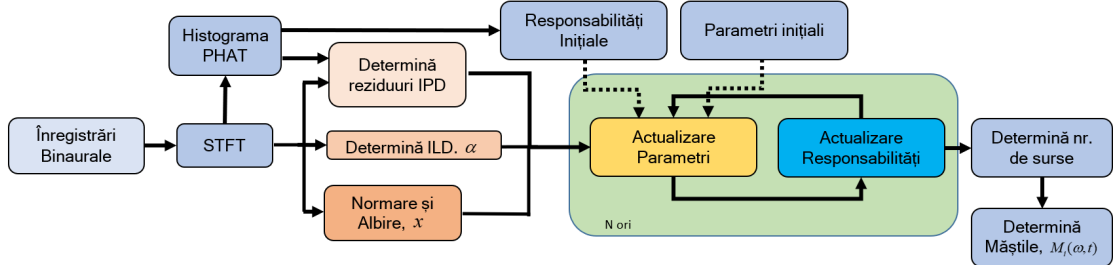 Înregistrări
Binaurale
STFT
Histograma
PHAT
Determină
reziduuri IPD
Determină ILD. α
Normare și
Albire, x
Responsabilități
Inițiale
Parametri inițiali
Actualizare
Parametri
Actualizare
Responsabilități
N ori
Determină nr.
de surse
Determină
Măștile, M_i(ω,t)